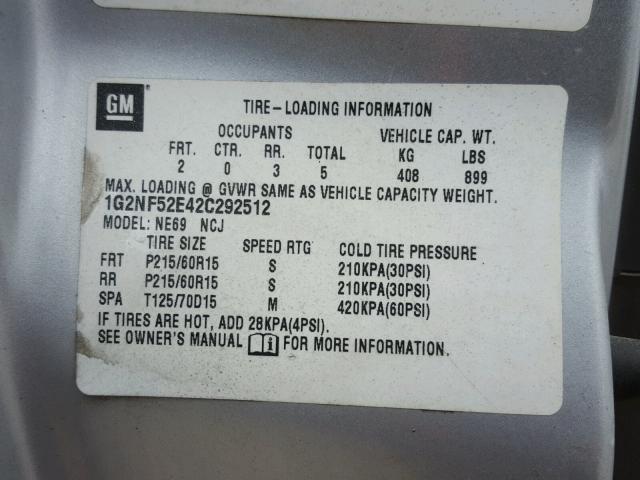 GM
TIRE-LOADING INFORMATION
OCCUPANTS VEHICLE CAP. WT.
FRT. CTR. RR. TOTAL KG LBS
2 0 3 5 408 899
MAX. LOADING @ GVWR SAME AS VEHICLE CAPACITY WEIGHT.
1G2NF52E42C292512
MODEL: NE69 NCJ
TIRE SIZE SPEED RTG COLD TIRE PRESSURE
FRT P215/60R15 S 210KPA(30PSI)
RR P215/60R15 S 210KPA(30PSI)
SPA T125/70D15 M 420KPA(60PSI)
IF TIRES ARE HOT, ADD 28KPA(4PSI).
SEE OWNER'S MANUAL FOR MORE INFORMATION.